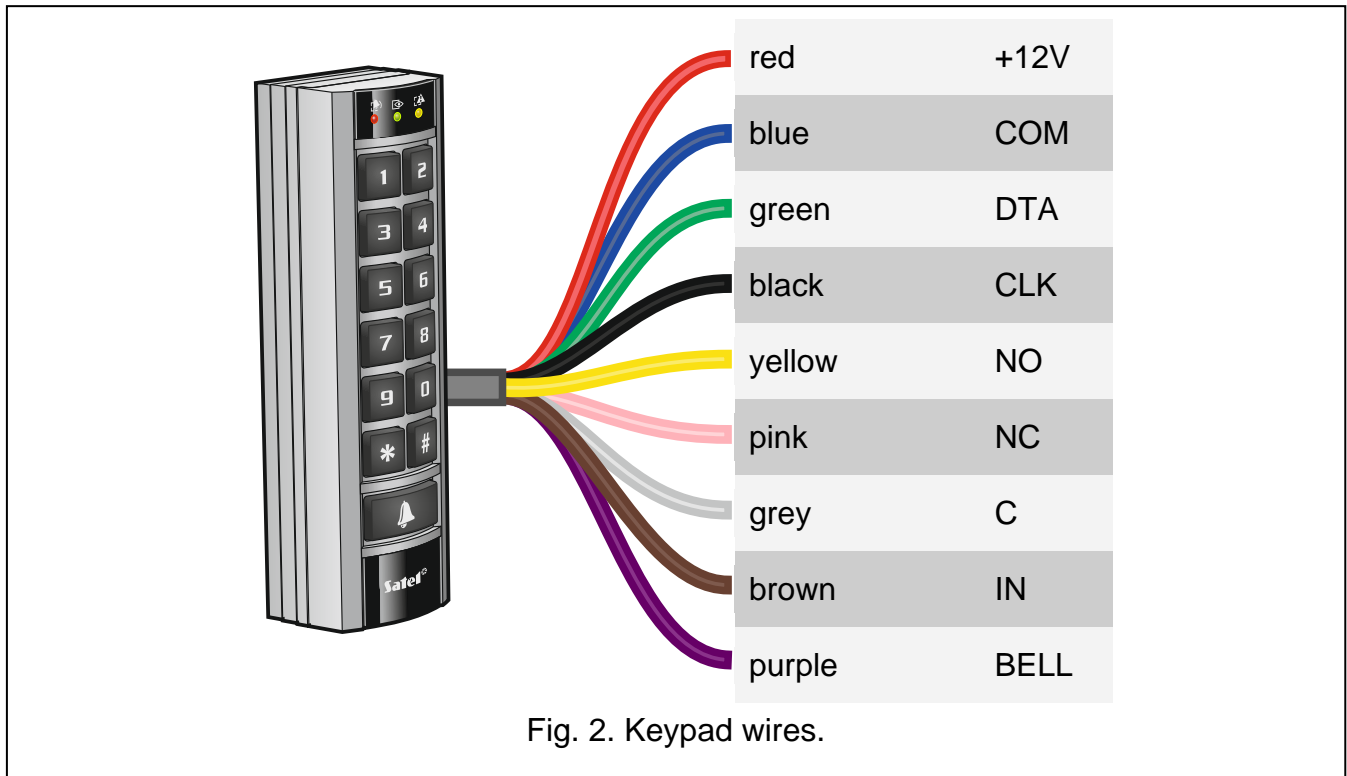 red +12V
blue COM
green DTA
black CLK
yellow NO
pink NC
grey C
brown IN
purple BELL
1 2
3 4
5 6
7 8
9 0
* #
Satel
Fig. 2. Keypad wires.